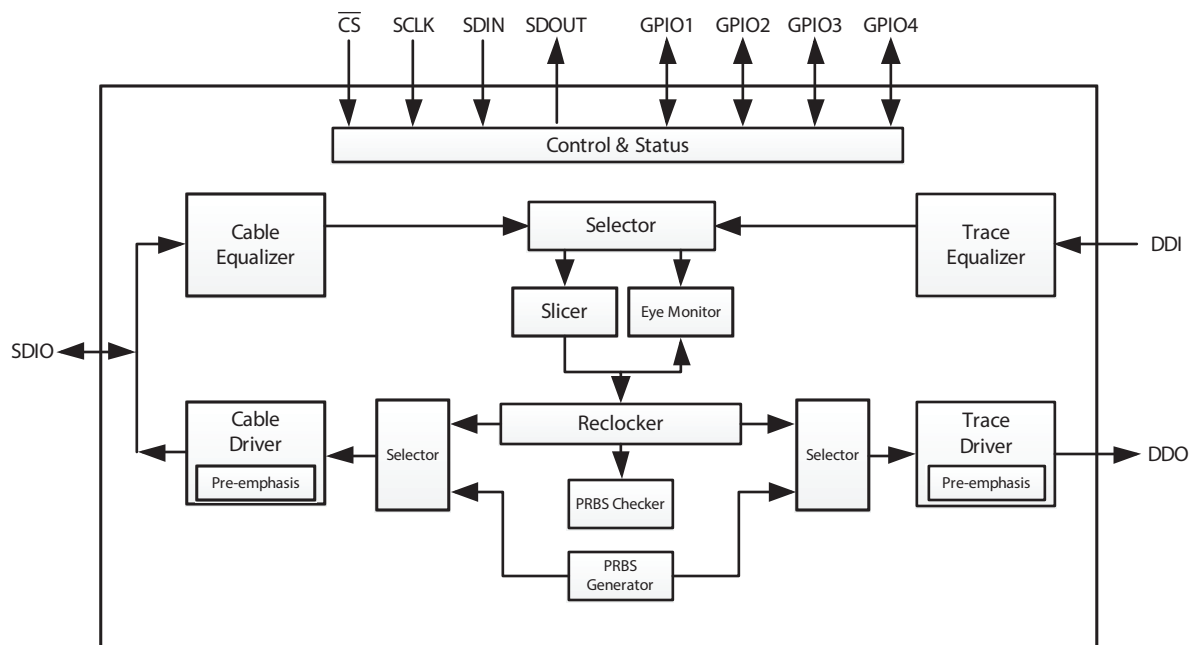 C̅S̅ SCLK SDIN SDOUT GPIO1 GPIO2 GPIO3 GPIO4
Control & Status
Cable
Equalizer
Selector
Trace
Equalizer
DDI
Slicer
Eye Monitor
SDIO
Cable
Driver
Pre-emphasis
Selector
Reclocker
Selector
Trace
Driver
Pre-emphasis
DDO
PRBS Checker
PRBS
Generator